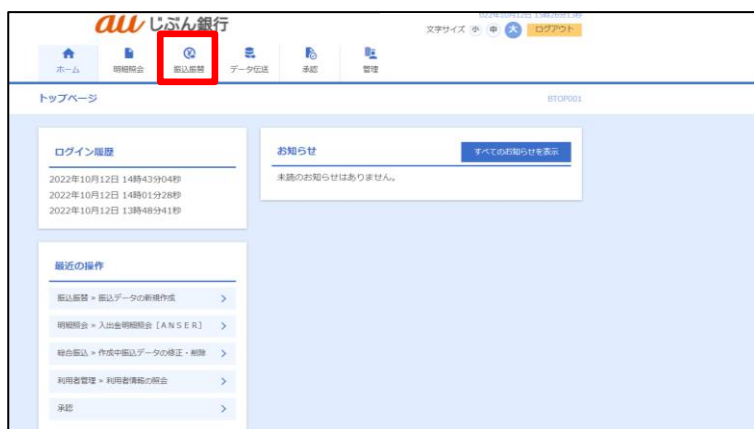 au じぶん銀行
文字サイズ 小 中 大 ログアウト
ホーム 明細照会 振込振替 データ伝送 承認 管理
トップページ BTOP001
ログイン履歴
2022年10月12日 14時43分04秒
2022年10月12日 14時01分28秒
2022年10月12日 13時48分41秒
お知らせ すべてのお知らせを表示
未読のお知らせはありません。
最近の操作
振込振替 » 振込データの新規作成
明細照会 » 入出金明細照会［ＡＮＳＥＲ］
総合振込 » 作成中振込データの修正・削除
利用者管理 » 利用者情報の照会
承認